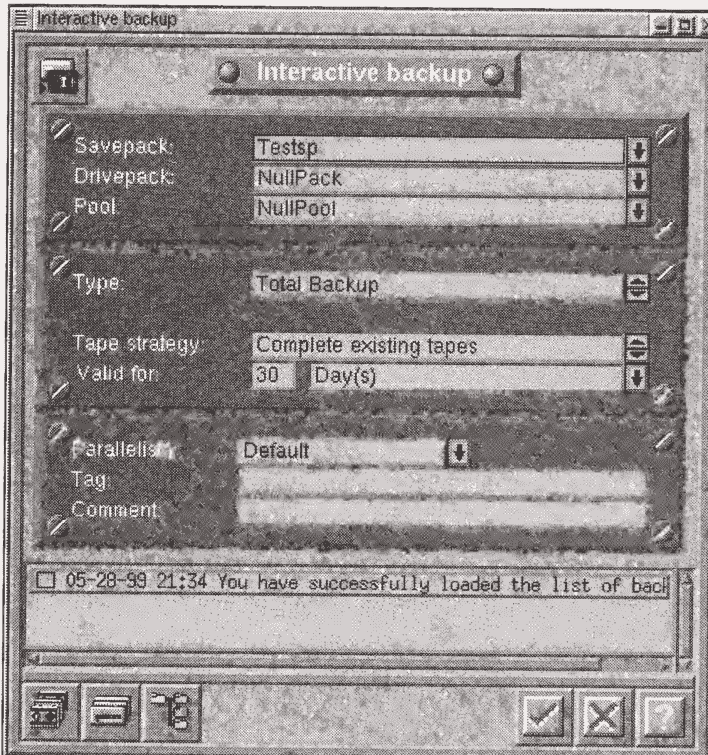 Interactive backup
Interactive backup
Savepack: Testsp
Drivepack: NullPack
Pool NullPool
Type: Total Backup
Tape strategy: Complete existing tapes
Valid for: 30 Day(s)
Parallelism Default
Tag:
Comment
05-28-99 21:34 You have successfully loaded the list of back
?